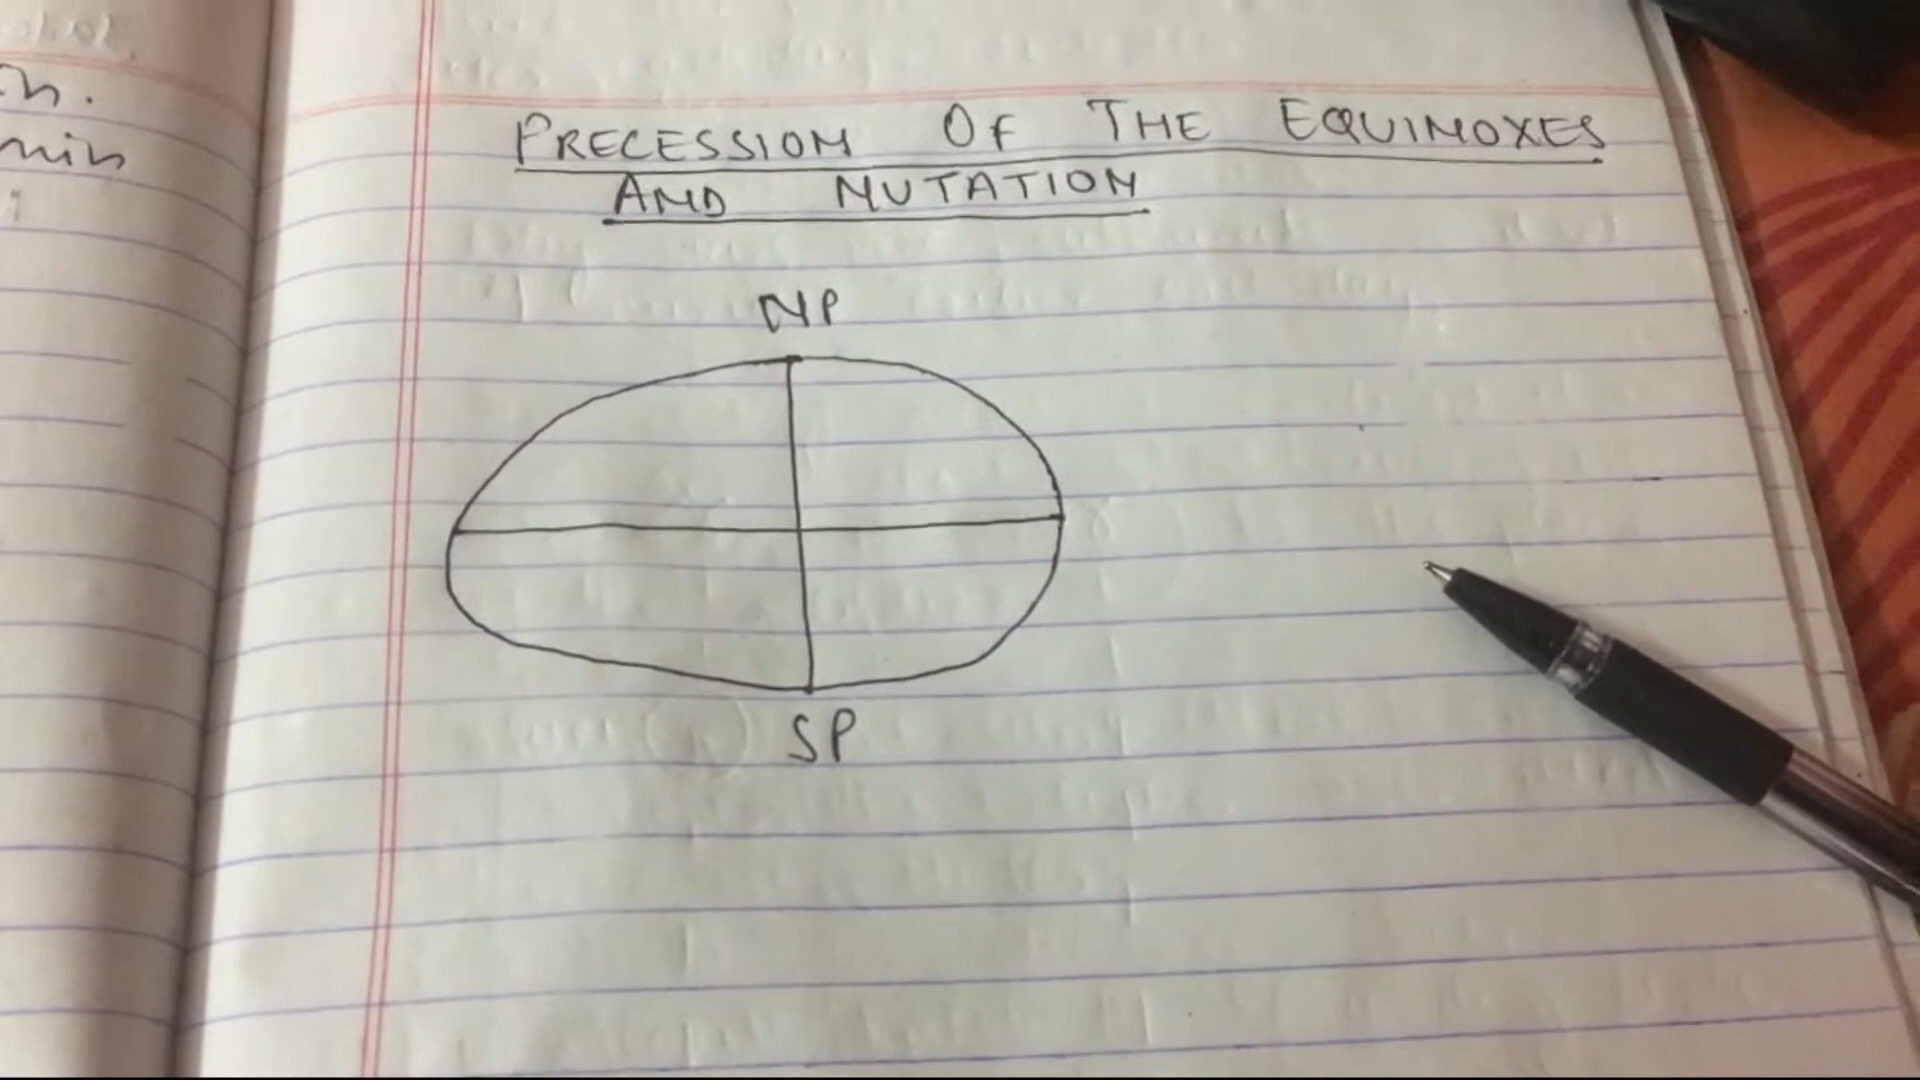 PRECESSION OF THE EQUINOXES
AND NUTATION
NP
SP